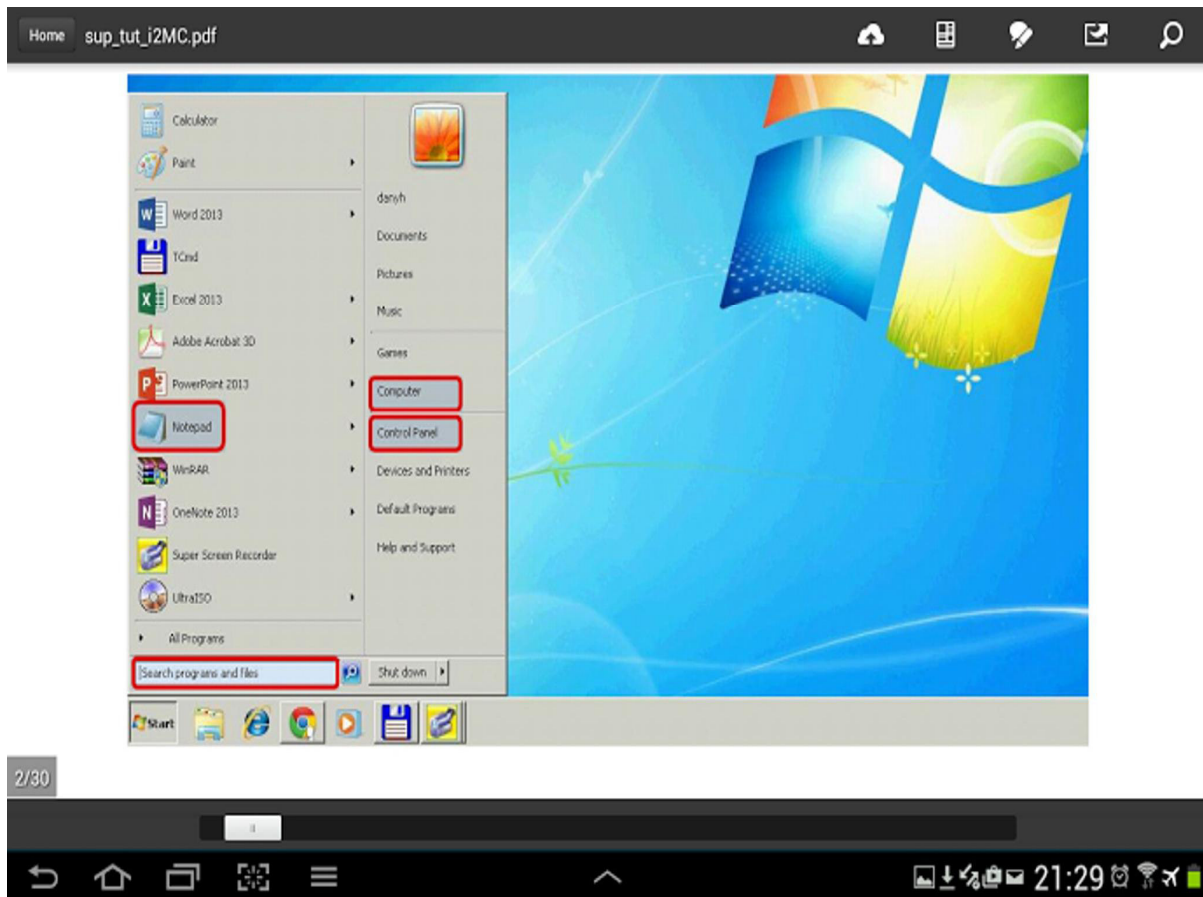 Home sup_tut_i2MC.pdf
Calculator
Paint
Word 2013
TCmd
Excel 2013
Adobe Acrobat 3D
PowerPoint 2013
Notepad
WinRAR
OneNote 2013
Super Screen Recorder
UltraISO
All Programs
Search programs and files
danyh
Documents
Pictures
Music
Games
Computer
Control Panel
Devices and Printers
Default Programs
Help and Support
Shut down
Start
2/30
21:29